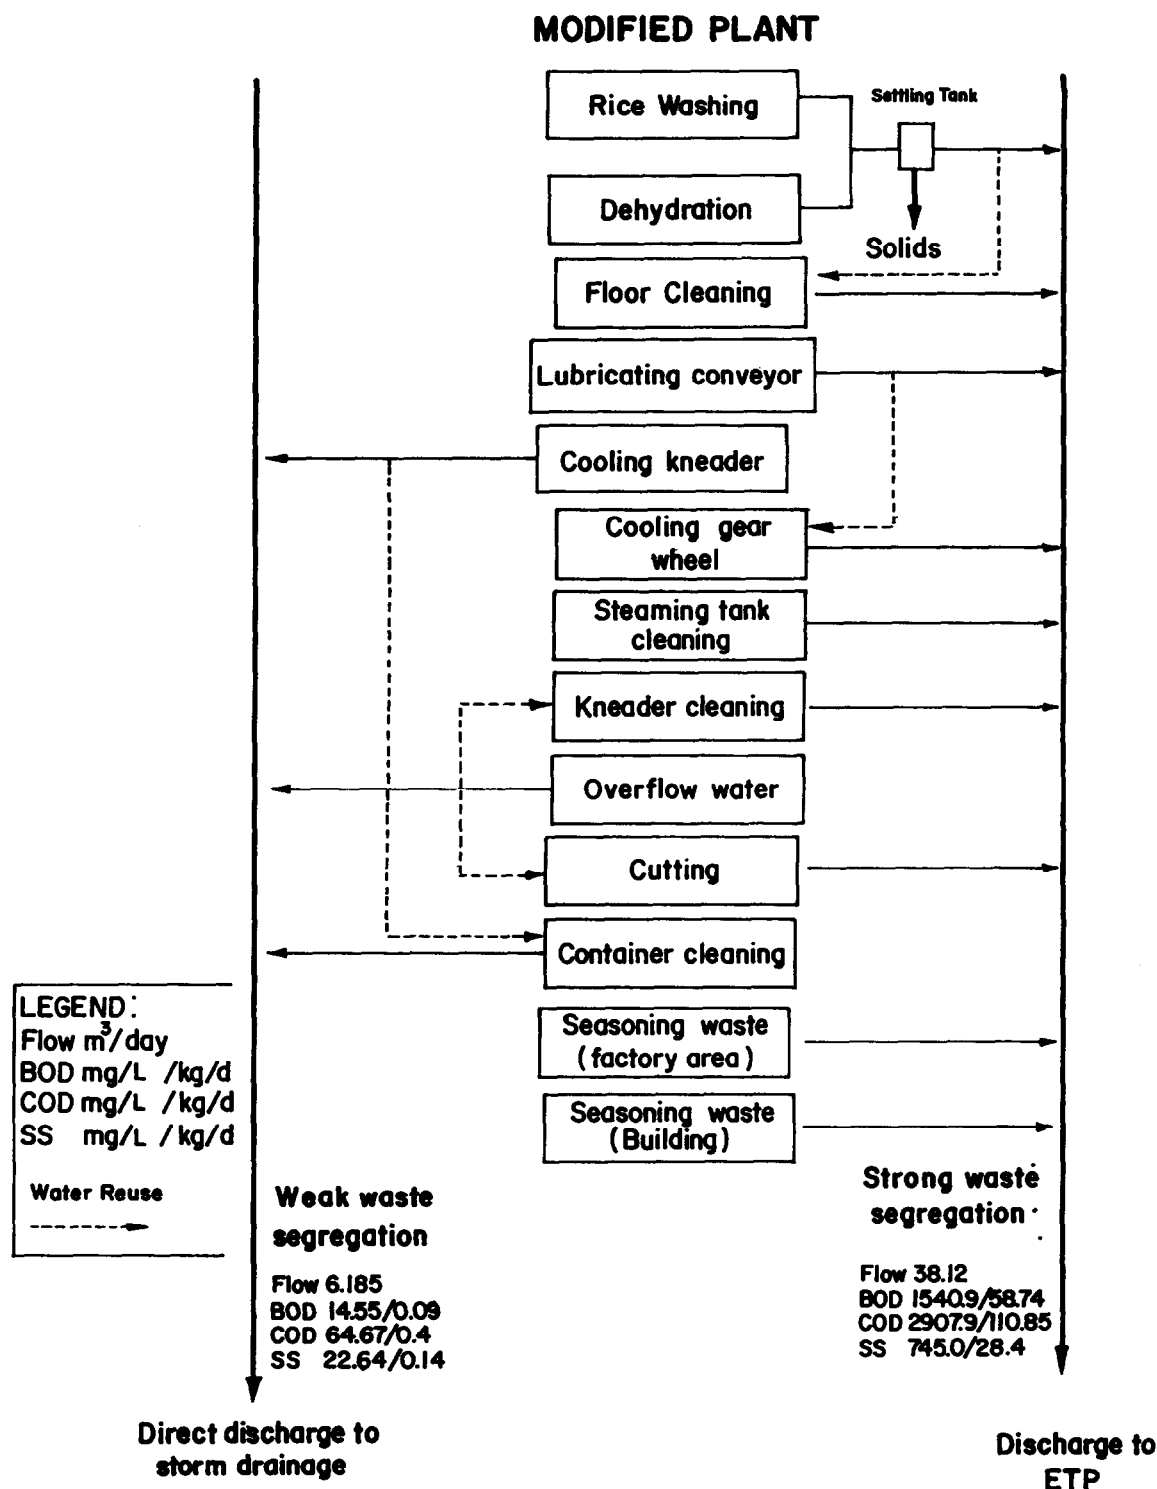 MODIFIED PLANT
Rice Washing
Settling Tank
Dehydration
Solids
Floor Cleaning
Lubricating conveyor
Cooling kneader
Cooling gear
wheel
Steaming tank
cleaning
Kneader cleaning
Overflow water
Cutting
Container cleaning
Seasoning waste
(factory area)
Seasoning waste
(Building)
LEGEND:
Flow m³/day
BOD mg/L /kg/d
COD mg/L /kg/d
SS mg/L /kg/d
Water Reuse
Weak waste
segregation
Flow 6.185
BOD 14.55/0.09
COD 64.67/0.4
SS 22.64/0.14
Strong waste
segregation
Flow 38.12
BOD 1540.9/58.74
COD 2907.9/110.85
SS 745.0/28.4
Direct discharge to
storm drainage
Discharge to
ETP